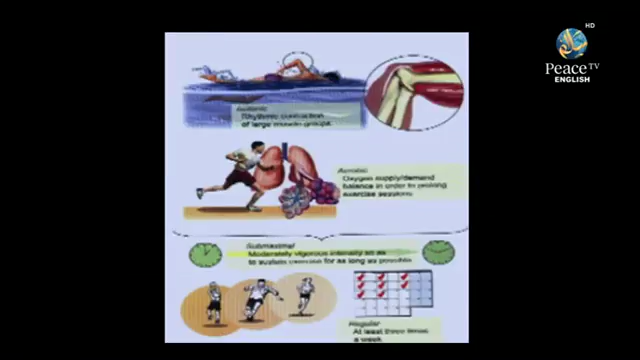 HD
Peace TV
ENGLISH
Isotonic
Rhythmic contraction
of large muscle groups.
Aerobic
Oxygen supply/demand
balance in order to prolong
exercise sessions
Submaximal
Moderately vigorous intensity so as
to sustain exercise for as long as possible.
Regular
At least three times
a week